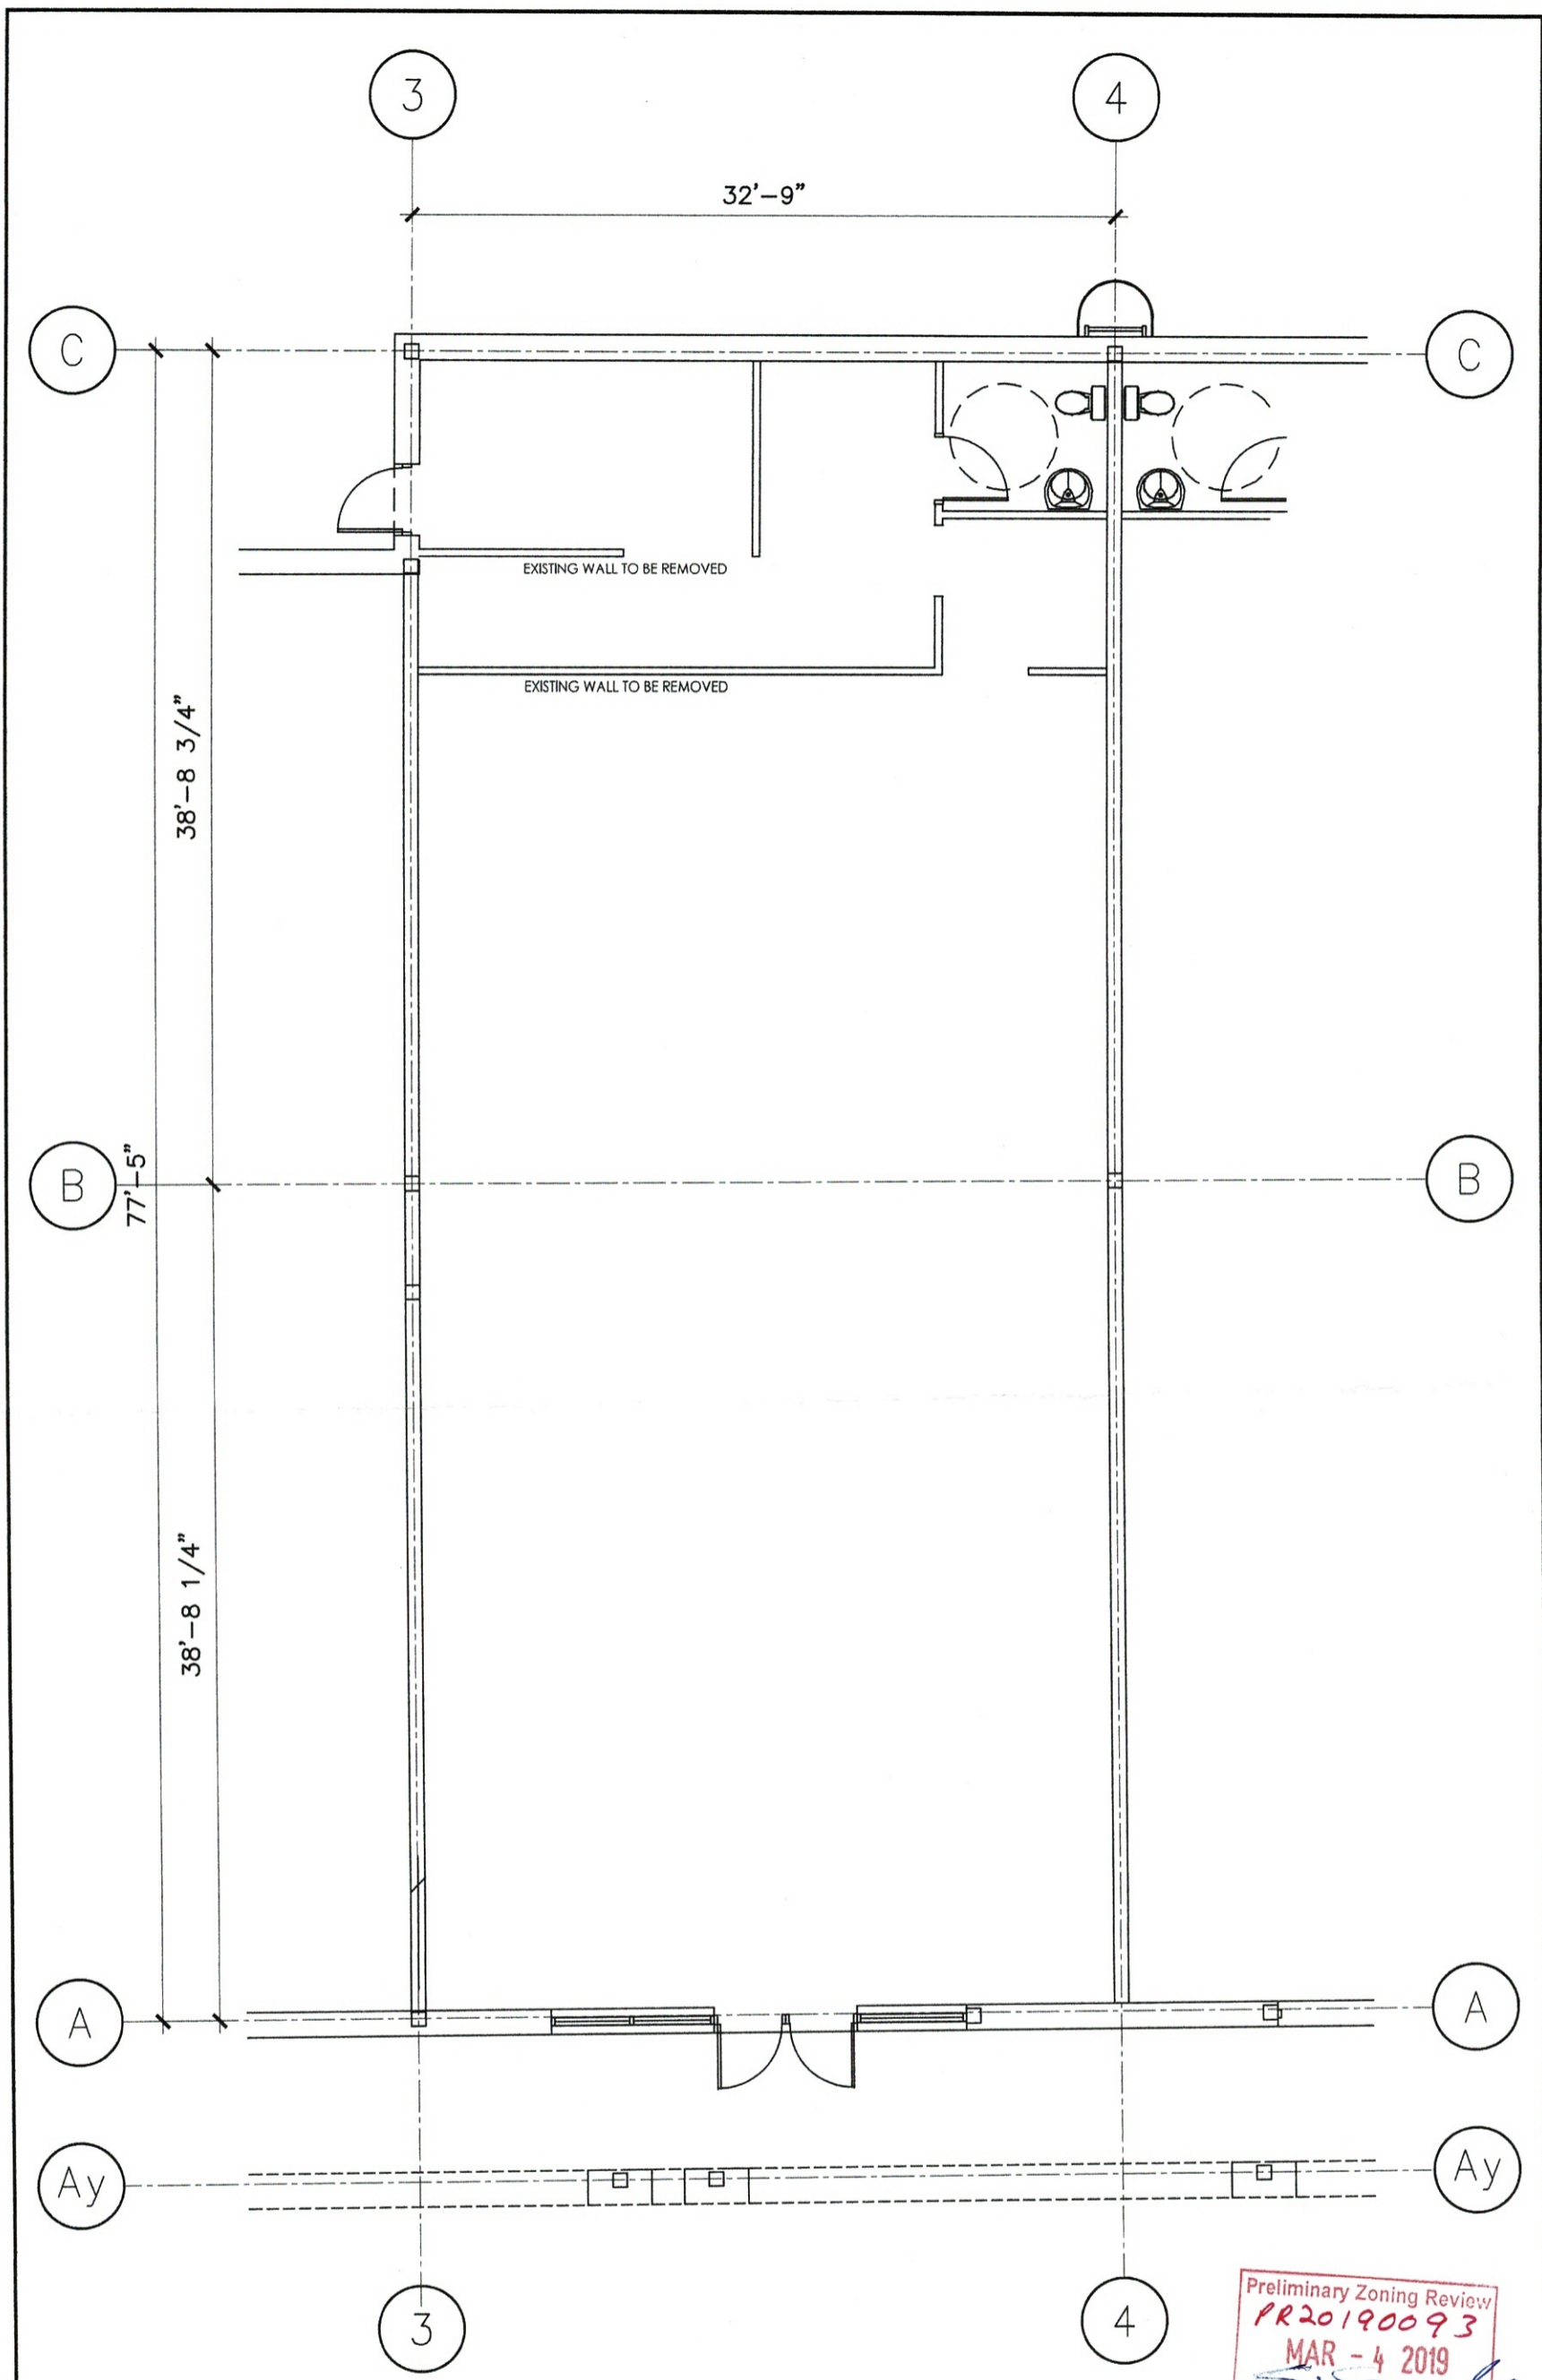 3
4
32'-9"
C
C
EXISTING WALL TO BE REMOVED
EXISTING WALL TO BE REMOVED
38'-8 3/4"
B
77'-5"
B
38'-8 1/4"
A
A
Ay
Ay
3
4
Preliminary Zoning Review
PR20190093
MAR - 4 2019